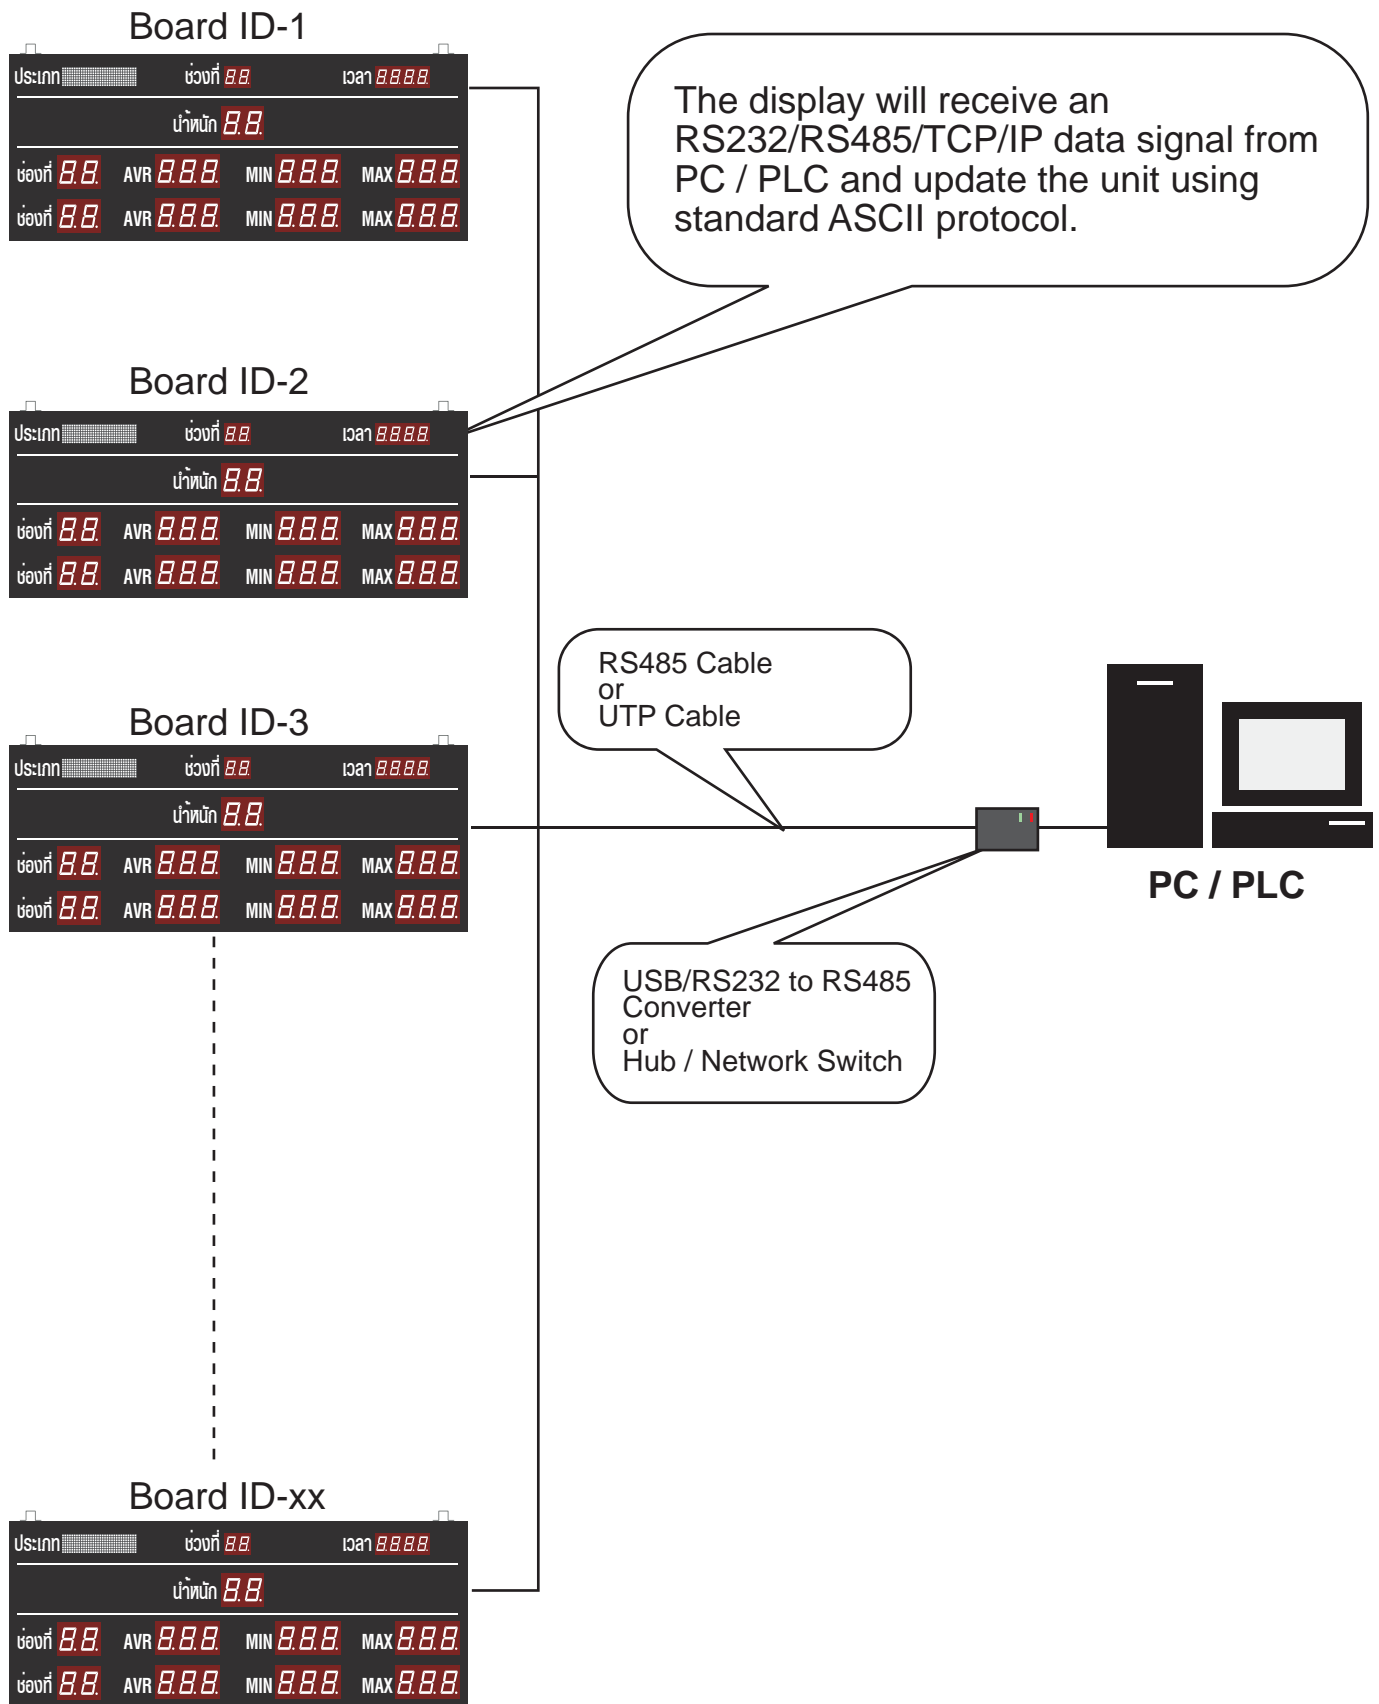 Board ID-1
ประเภท ช่วงที่ 8.8. เวลา 8.8.8.8.
น้ำหนัก 8.8.
ช่องที่ 8.8. AVR 8.8.8. MIN 8.8.8. MAX 8.8.8.
ช่องที่ 8.8. AVR 8.8.8. MIN 8.8.8. MAX 8.8.8.
The display will receive an
RS232/RS485/TCP/IP data signal from
PC / PLC and update the unit using
standard ASCII protocol.
Board ID-2
ประเภท ช่วงที่ 8.8. เวลา 8.8.8.8.
น้ำหนัก 8.8.
ช่องที่ 8.8. AVR 8.8.8. MIN 8.8.8. MAX 8.8.8.
ช่องที่ 8.8. AVR 8.8.8. MIN 8.8.8. MAX 8.8.8.
RS485 Cable
or
UTP Cable
Board ID-3
ประเภท ช่วงที่ 8.8. เวลา 8.8.8.8.
น้ำหนัก 8.8.
ช่องที่ 8.8. AVR 8.8.8. MIN 8.8.8. MAX 8.8.8.
ช่องที่ 8.8. AVR 8.8.8. MIN 8.8.8. MAX 8.8.8.
PC / PLC
USB/RS232 to RS485
Converter
or
Hub / Network Switch
Board ID-xx
ประเภท ช่วงที่ 8.8. เวลา 8.8.8.8.
น้ำหนัก 8.8.
ช่องที่ 8.8. AVR 8.8.8. MIN 8.8.8. MAX 8.8.8.
ช่องที่ 8.8. AVR 8.8.8. MIN 8.8.8. MAX 8.8.8.